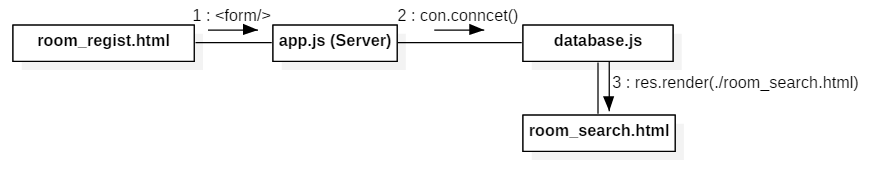 1 : <form/>
2 : con.conncet()
room_regist.html
app.js (Server)
database.js
3 : res.render(./room_search.html)
room_search.html